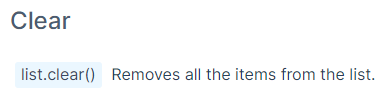 Clear
list.clear() Removes all the items from the list.